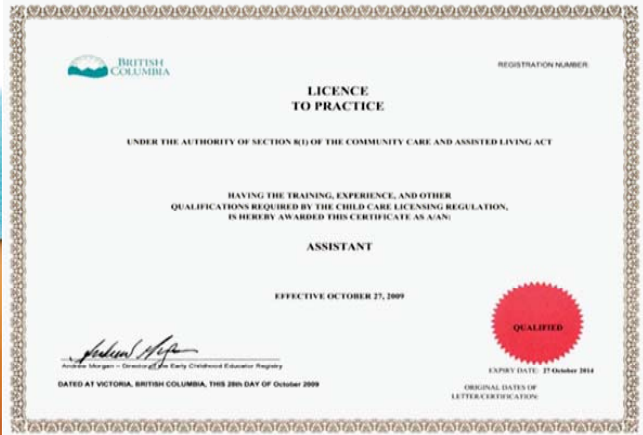 BRITISH
COLUMBIA
REGISTRATION NUMBER:
LICENCE
TO PRACTICE
UNDER THE AUTHORITY OF SECTION 8(1) OF THE COMMUNITY CARE AND ASSISTED LIVING ACT
HAVING THE TRAINING, EXPERIENCE, AND OTHER
QUALIFICATIONS REQUIRED BY THE CHILD CARE LICENSING REGULATION,
IS HEREBY AWARDED THIS CERTIFICATE AS A/AN:
ASSISTANT
EFFECTIVE OCTOBER 27, 2009
QUALIFIED
Andrew Morgan – Director of the Early Childhood Educator Registry
EXPIRY DATE: 27 October 2014
DATED AT VICTORIA, BRITISH COLUMBIA, THIS 28th DAY OF October 2009
ORIGINAL DATES OF
LETTER/CERTIFICATION: